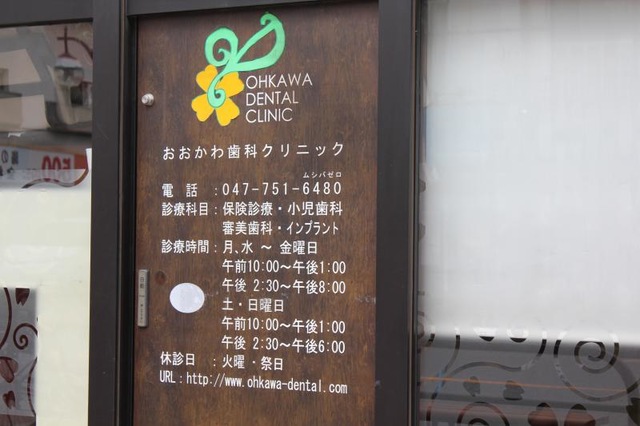 OHKAWA
DENTAL
CLINIC
おおかわ歯科クリニック
ムシバゼロ
電話:047-751-6480
診療科目:保険診療・小児歯科
審美歯科・インプラント
診療時間:月、水 ～ 金曜日
午前10:00～午後1:00
午後 2:30～午後8:00
土・日曜日
午前10:00～午後1:00
午後 2:30～午後6:00
休診日:火曜・祭日
URL:http://www.ohkawa-dental.com